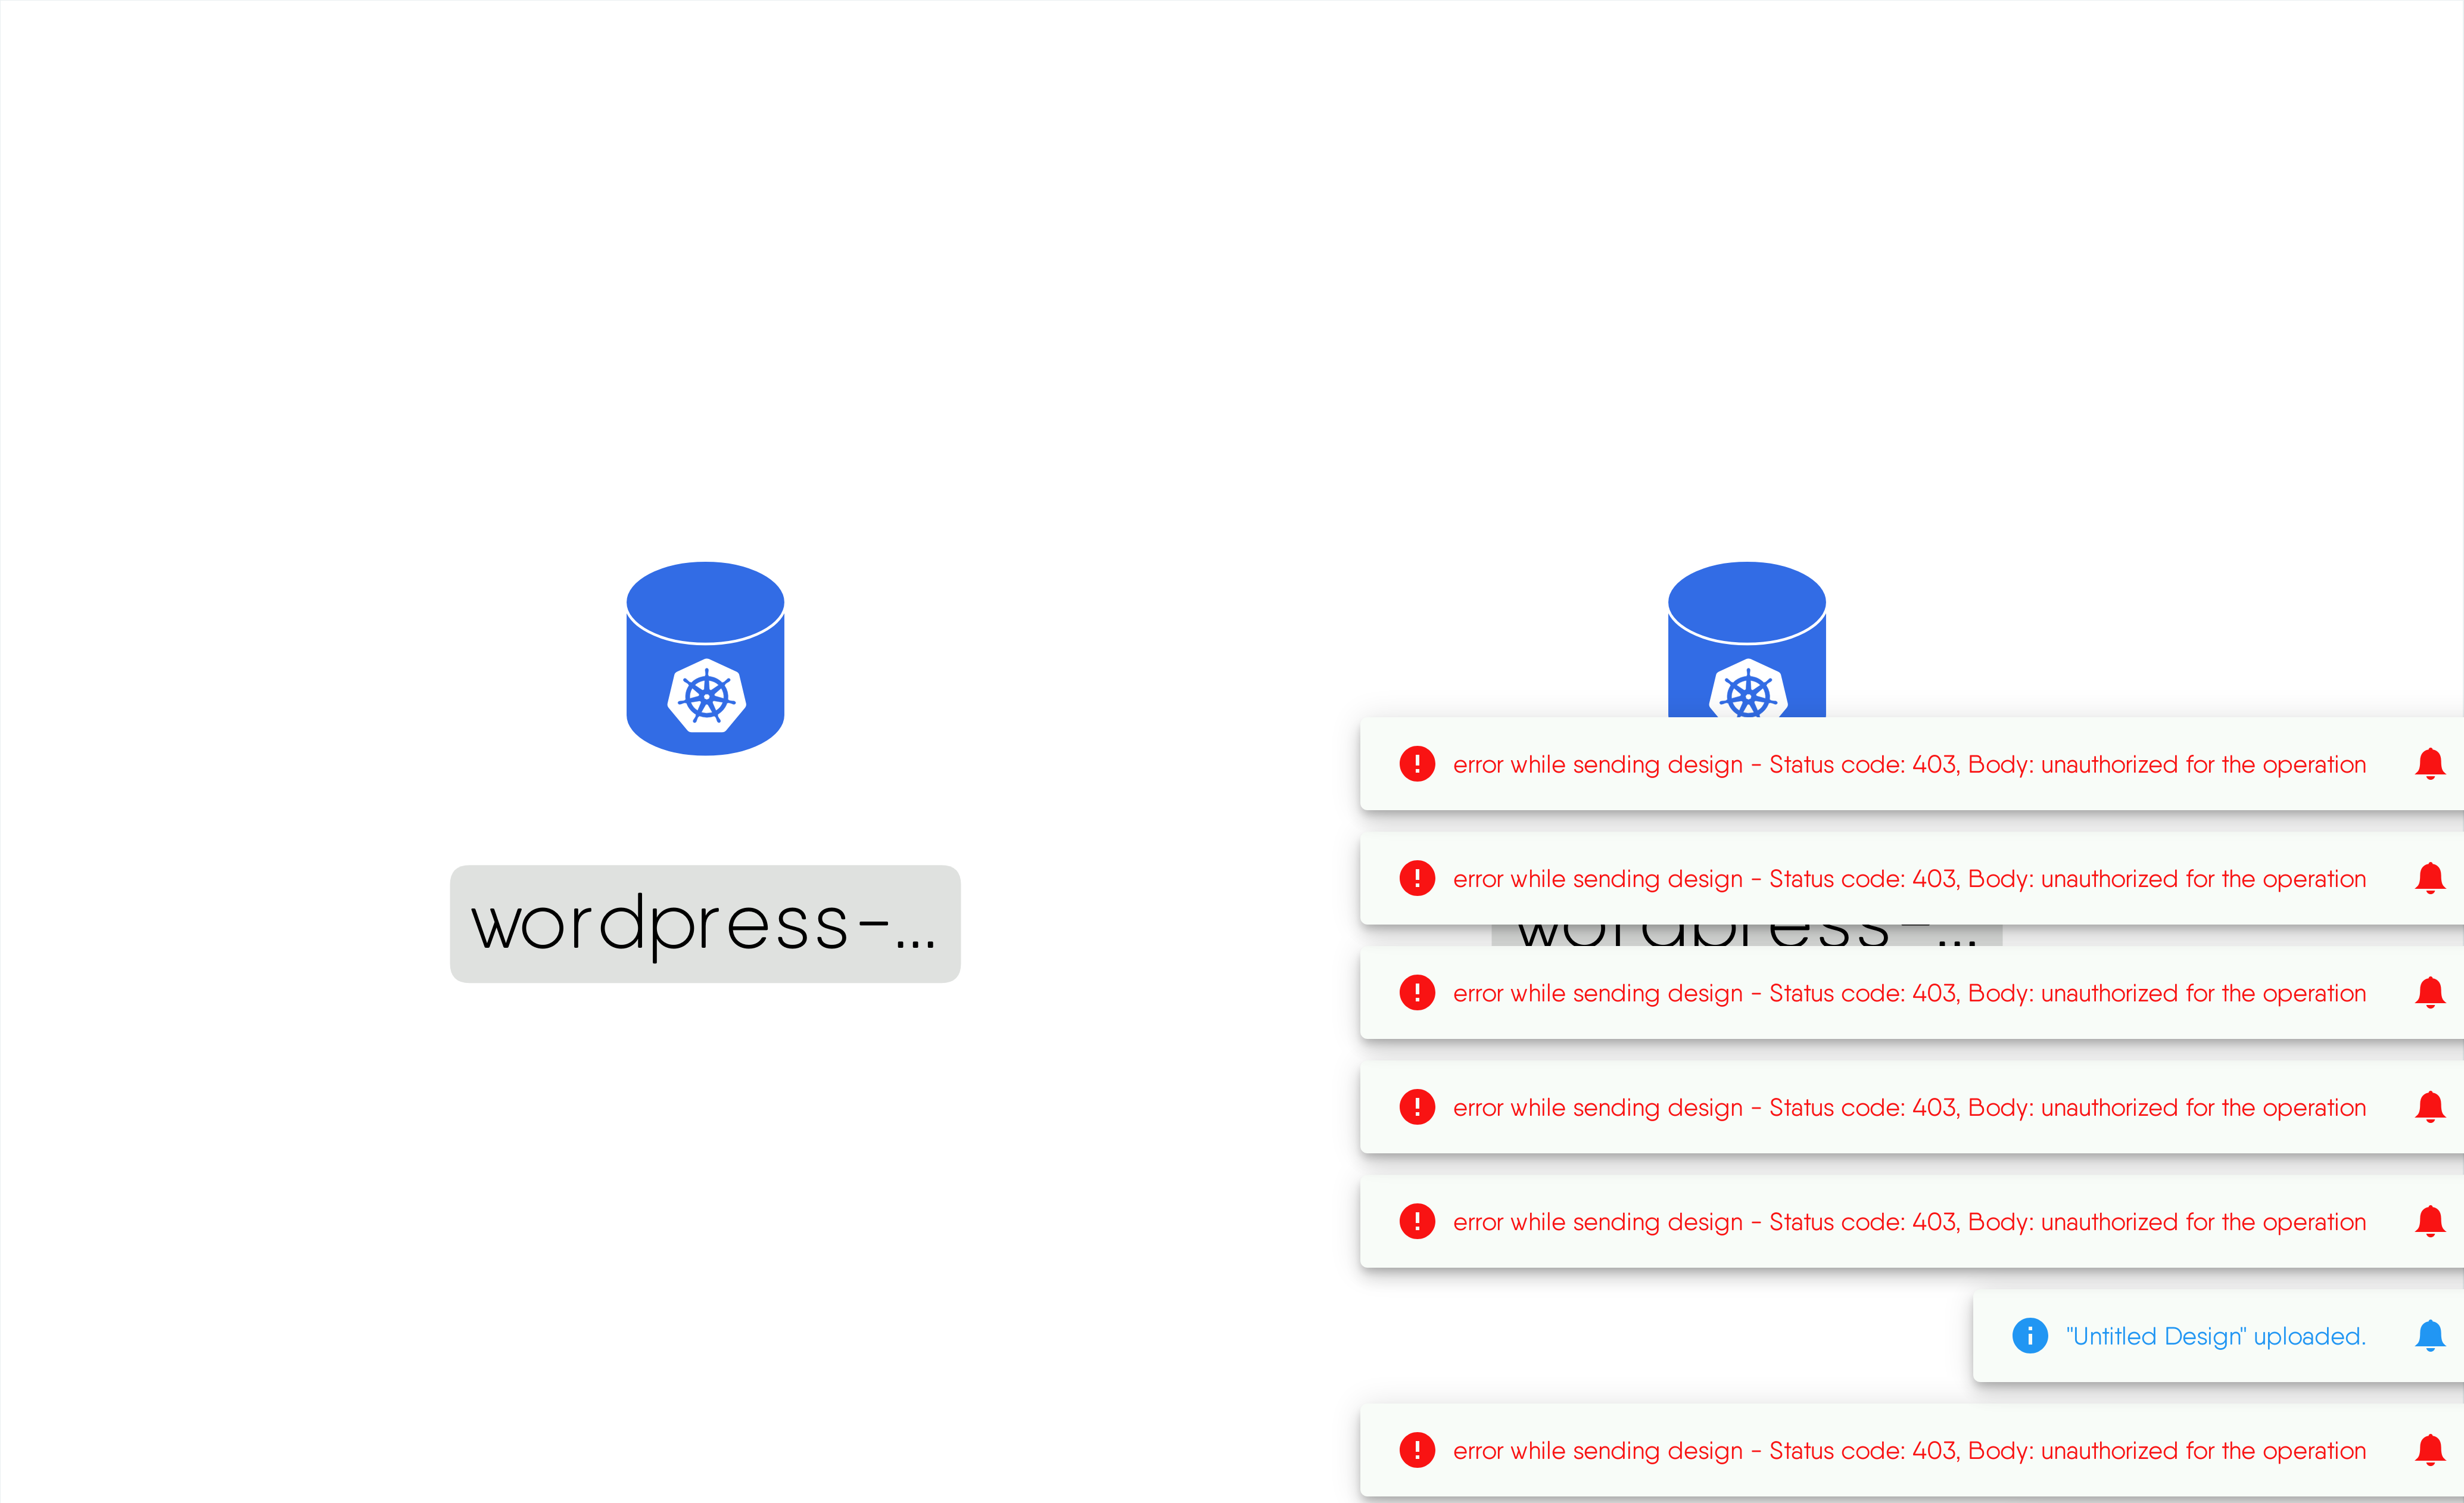 error while sending design - Status code: 403, Body: unauthorized for the operation
error while sending design - Status code: 403, Body: unauthorized for the operation
wordpress-...
wordpress-...
error while sending design - Status code: 403, Body: unauthorized for the operation
error while sending design - Status code: 403, Body: unauthorized for the operation
error while sending design - Status code: 403, Body: unauthorized for the operation
"Untitled Design" uploaded.
error while sending design - Status code: 403, Body: unauthorized for the operation